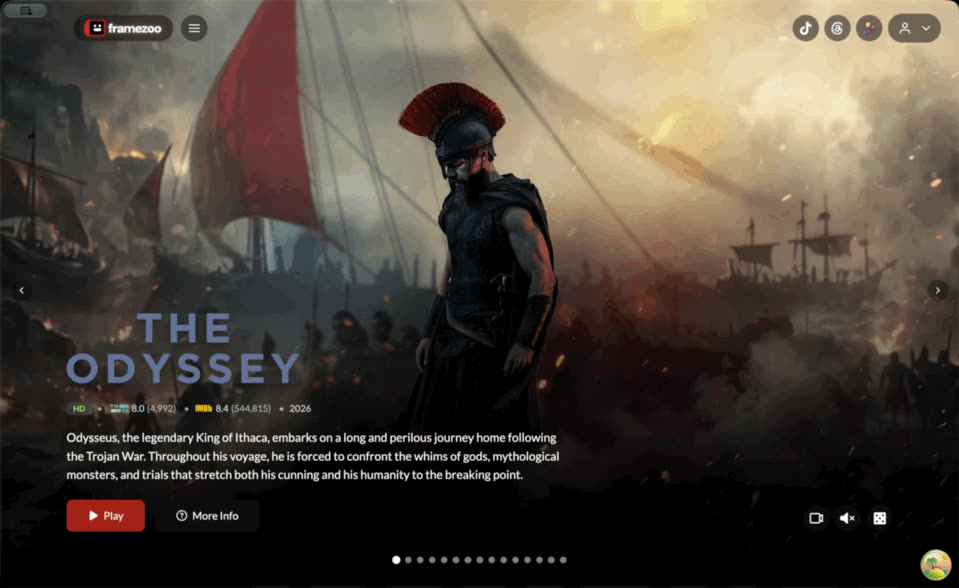 framezoo
THE
ODYSSEY
HD • 8.0 (4,992) • IMDb 8.4 (544,815) • 2026
Odysseus, the legendary King of Ithaca, embarks on a long and perilous journey home following
the Trojan War. Throughout his voyage, he is forced to confront the whims of gods, mythological
monsters, and trials that stretch both his cunning and his humanity to the breaking point.
Play
More Info